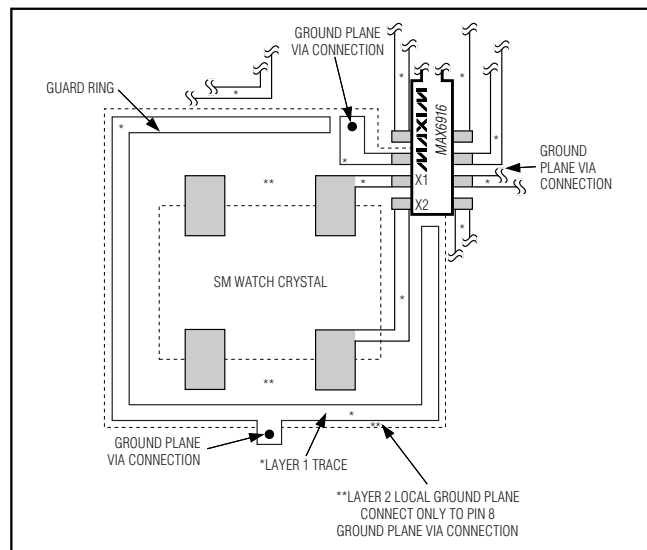 GROUND PLANE
VIA CONNECTION
GUARD RING
*
*
*
*
*
MAXIM
MAX6916
GROUND
PLANE VIA
CONNECTION
**
*
*
X1
*
X2
*
SM WATCH CRYSTAL
*
**
*
**
GROUND PLANE
VIA CONNECTION
*LAYER 1 TRACE
**LAYER 2 LOCAL GROUND PLANE
CONNECT ONLY TO PIN 8
GROUND PLANE VIA CONNECTION